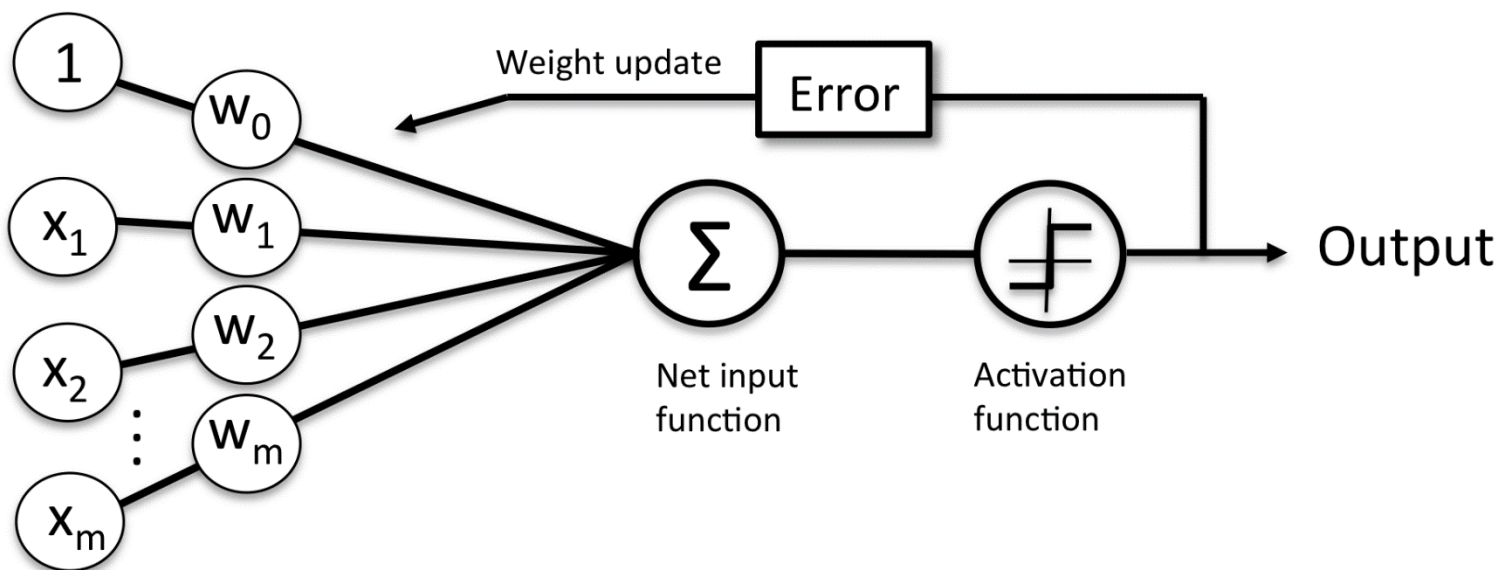 1
w₀
Weight update
Error
x₁
w₁
Σ
Output
x₂
w₂
⋮
xₘ
wₘ
Net input
function
Activation
function